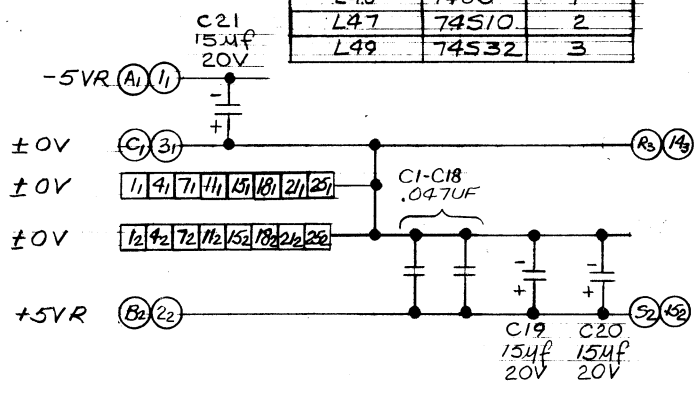 L47 74S10 2
L49 74S32 3
C21
15µf
20V
-5VR A1 11
-
+
±0V C1 31 R3 143
±0V 11 41 71 111 151 181 211 251
C1-C18
.047UF
±0V 12 42 72 112 152 182 212 252
- -
+ +
+5VR B2 22 S2 152
C19 C20
15µf 15µf
20V 20V